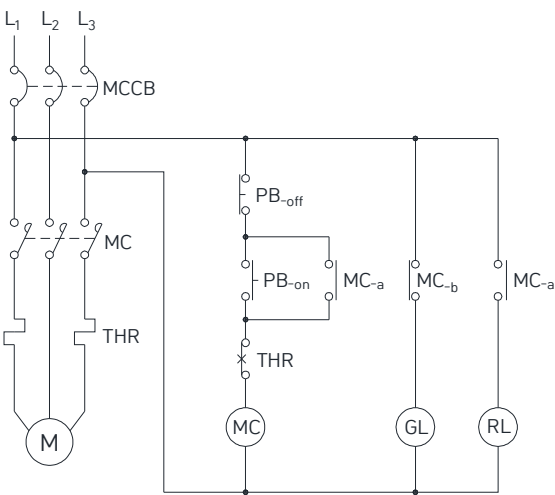 L1 L2 L3
MCCB
PB-off
MC
PB-on MC-a MC-b MC-a
THR THR
MC GL RL
M